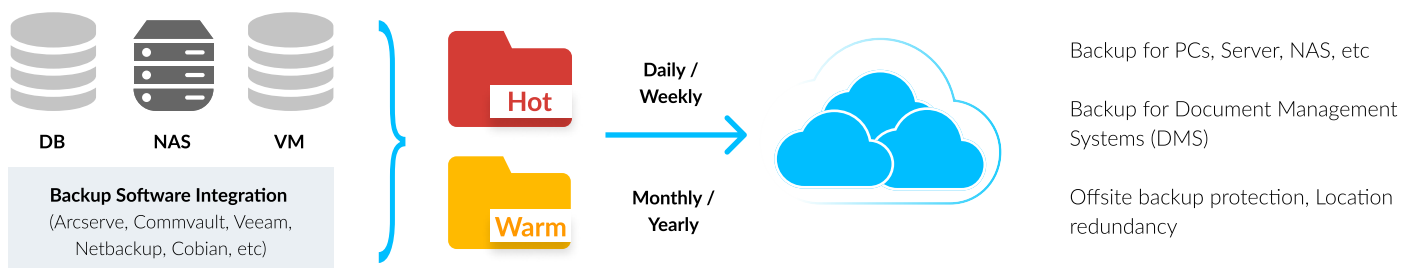 DB
NAS
VM
Backup Software Integration
(Arcserve, Commvault, Veeam,
Netbackup, Cobian, etc)
Hot
Warm
Daily /
Weekly
Monthly /
Yearly
Backup for PCs, Server, NAS, etc
Backup for Document Management
Systems (DMS)
Offsite backup protection, Location
redundancy